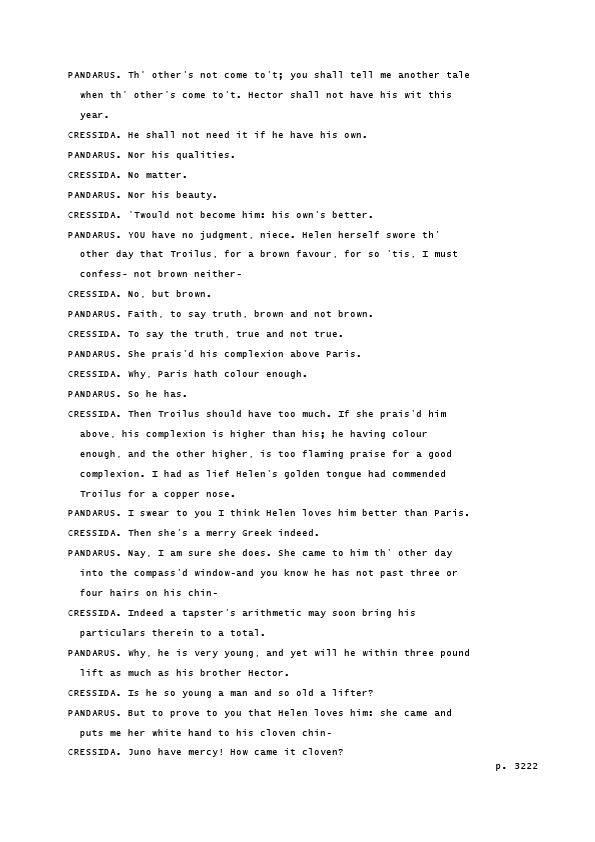 PANDARUS. Th' other's not come to't; you shall tell me another tale
when th' other's come to't. Hector shall not have his wit this
year.
CRESSIDA. He shall not need it if he have his own.
PANDARUS. Nor his qualities.
CRESSIDA. No matter.
PANDARUS. Nor his beauty.
CRESSIDA. 'Twould not become him: his own's better.
PANDARUS. YOU have no judgment, niece. Helen herself swore th'
other day that Troilus, for a brown favour, for so 'tis, I must
confess- not brown neither-
CRESSIDA. No, but brown.
PANDARUS. Faith, to say truth, brown and not brown.
CRESSIDA. To say the truth, true and not true.
PANDARUS. She prais'd his complexion above Paris.
CRESSIDA. Why, Paris hath colour enough.
PANDARUS. So he has.
CRESSIDA. Then Troilus should have too much. If she prais'd him
above, his complexion is higher than his; he having colour
enough, and the other higher, is too flaming praise for a good
complexion. I had as lief Helen's golden tongue had commended
Troilus for a copper nose.
PANDARUS. I swear to you I think Helen loves him better than Paris.
CRESSIDA. Then she's a merry Greek indeed.
PANDARUS. Nay, I am sure she does. She came to him th' other day
into the compass'd window-and you know he has not past three or
four hairs on his chin-
CRESSIDA. Indeed a tapster's arithmetic may soon bring his
particulars therein to a total.
PANDARUS. Why, he is very young, and yet will he within three pound
lift as much as his brother Hector.
CRESSIDA. Is he so young a man and so old a lifter?
PANDARUS. But to prove to you that Helen loves him: she came and
puts me her white hand to his cloven chin-
CRESSIDA. Juno have mercy! How came it cloven?
p. 3222